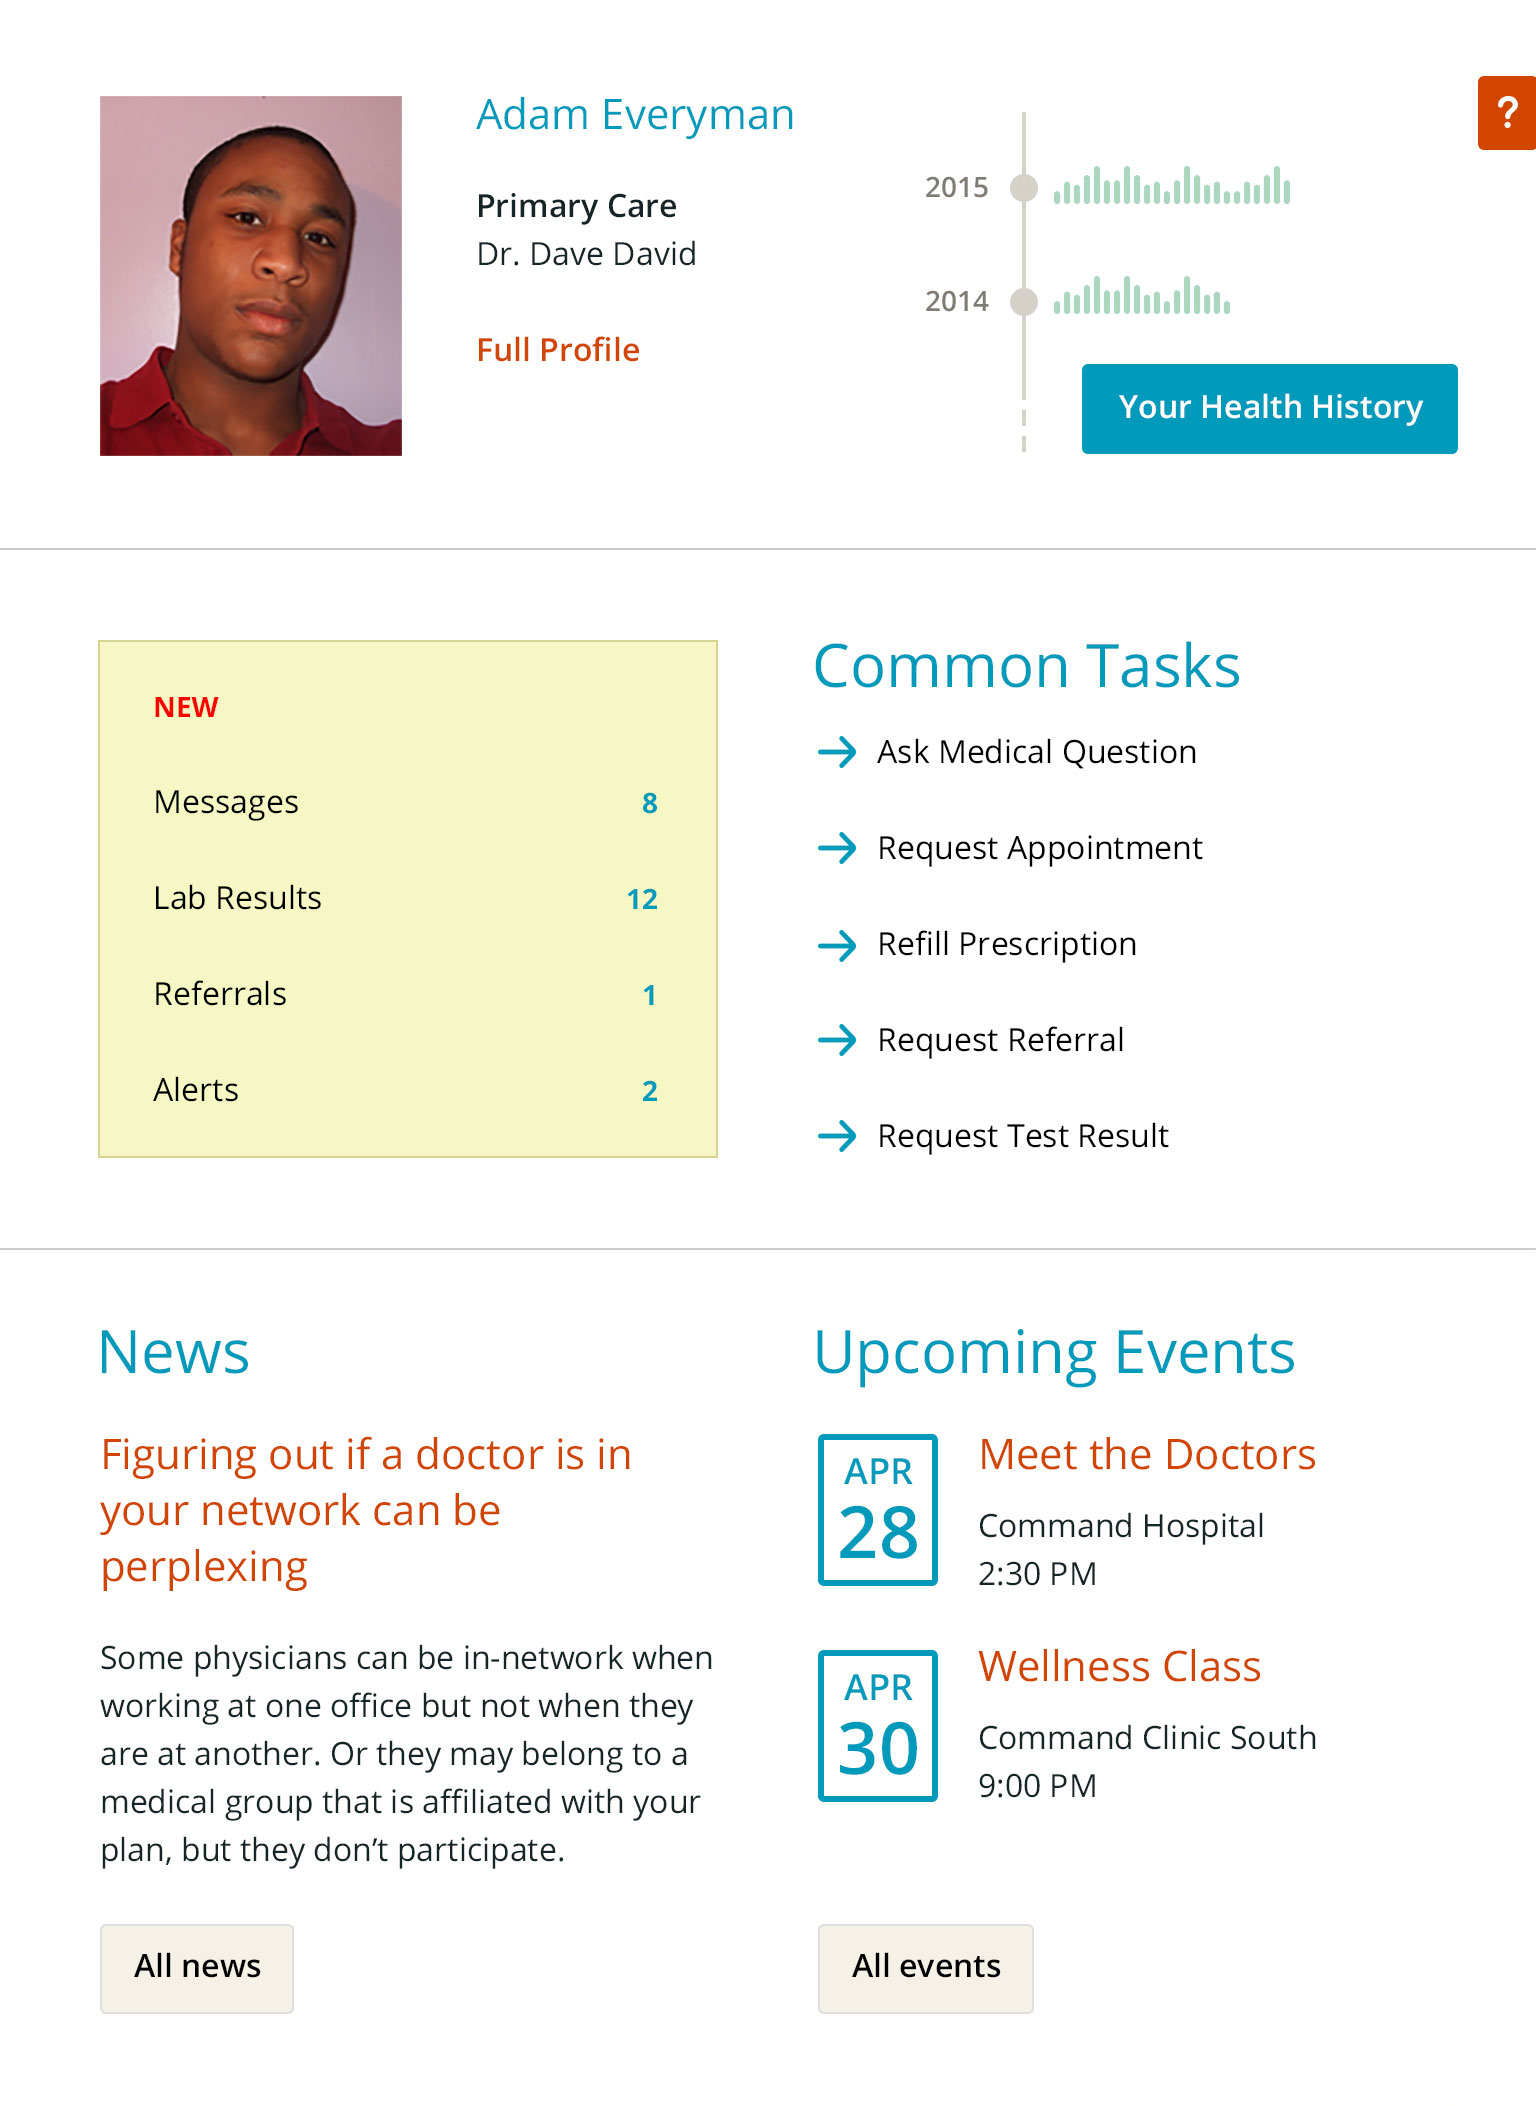 Adam Everyman
Primary Care
Dr. Dave David
Full Profile
?
2015
2014
Your Health History
NEW
Messages 8
Lab Results 12
Referrals 1
Alerts 2
Common Tasks
Ask Medical Question
Request Appointment
Refill Prescription
Request Referral
Request Test Result
News
Figuring out if a doctor is in
your network can be
perplexing
Some physicians can be in-network when
working at one office but not when they
are at another. Or they may belong to a
medical group that is affiliated with your
plan, but they don’t participate.
All news
Upcoming Events
APR
28
Meet the Doctors
Command Hospital
2:30 PM
APR
30
Wellness Class
Command Clinic South
9:00 PM
All events